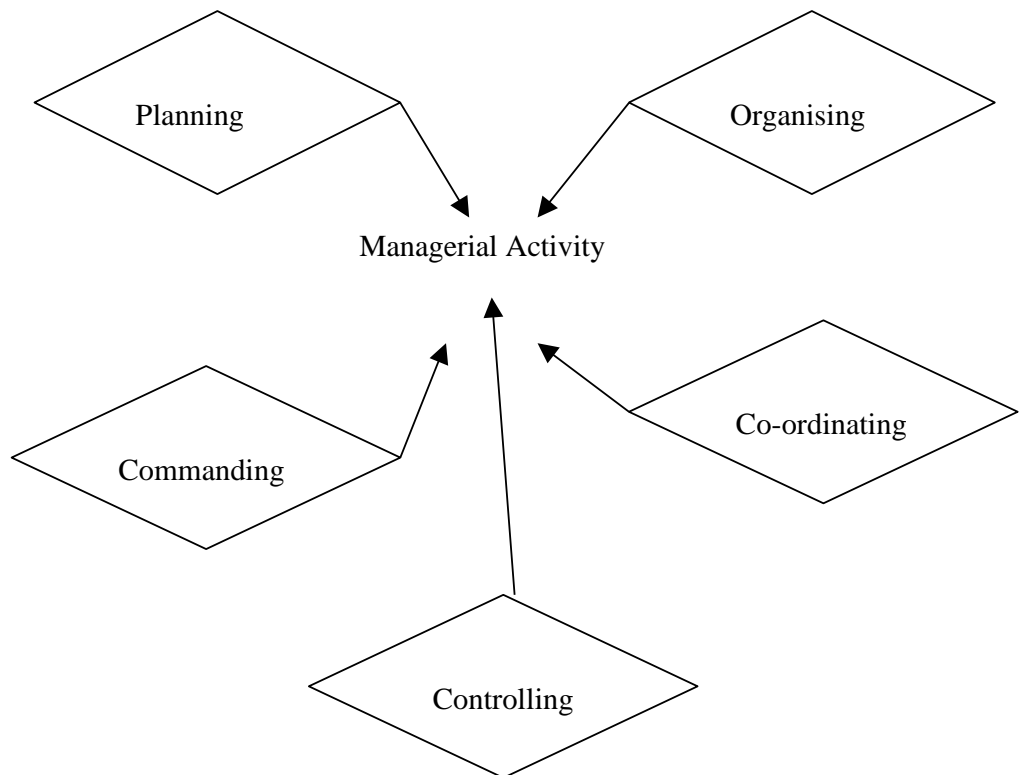 Planning
Organising
Managerial Activity
Co-ordinating
Commanding
Controlling